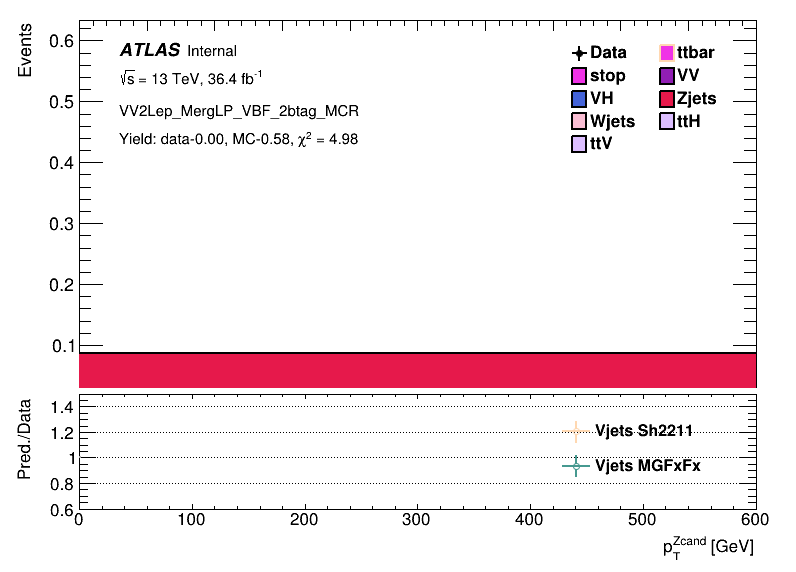 Events
0.6
0.5
0.4
0.3
0.2
0.1
ATLAS Internal
√s = 13 TeV, 36.4 fb⁻¹
VV2Lep_MergLP_VBF_2btag_MCR
Yield: data-0.00, MC-0.58, χ² = 4.98
Data ttbar
stop VV
VH Zjets
Wjets ttH
ttV
Pred./Data
1.4
1.2
1
0.8
0.6
Vjets Sh2211
Vjets MGFxFx
0 100 200 300 400 500 600
p_T^Zcand [GeV]